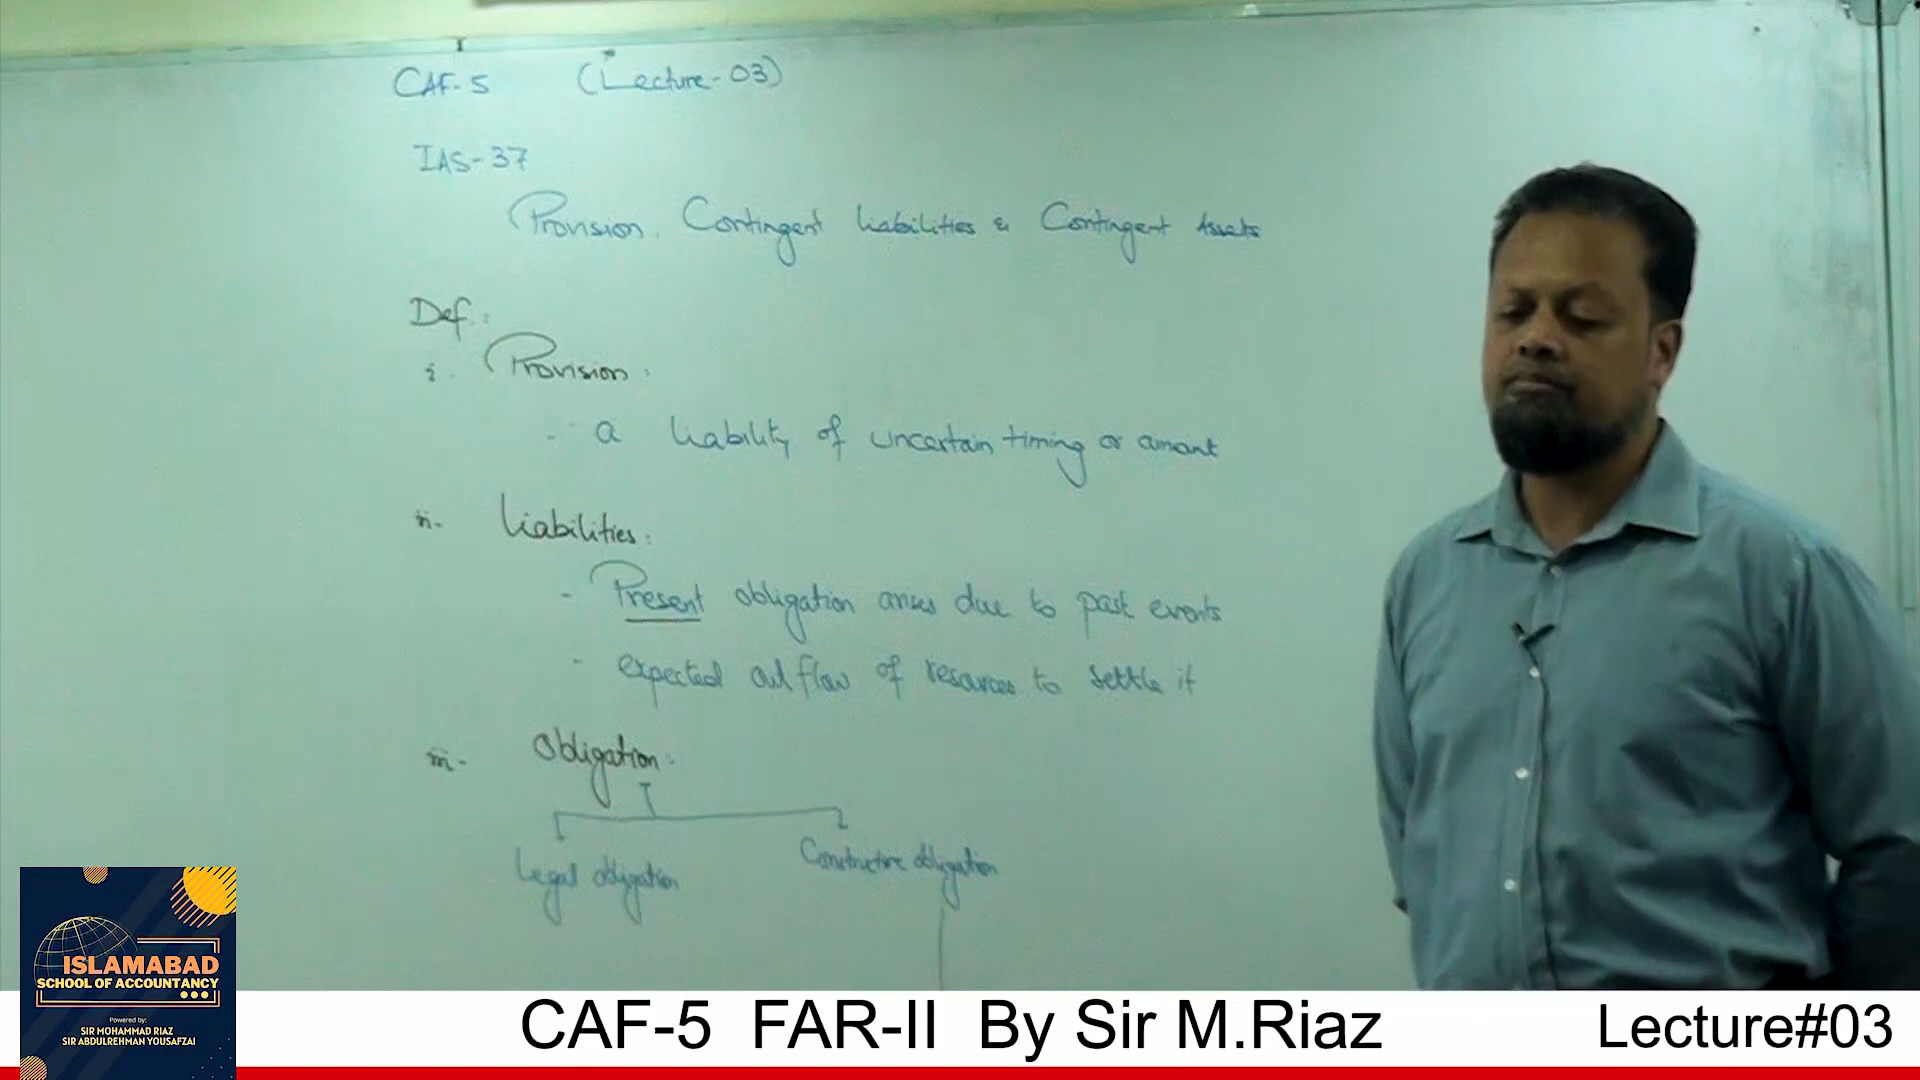 CAF-5 (Lecture-03)
IAS-37
Provision, Contingent liabilities & Contingent Assets
Def:
i. Provision:
- a liability of uncertain timing or amount
ii- Liabilities:
- Present obligation arises due to past events
- expected outflow of resources to settle it
iii- Obligation:
Legal obligation Constructive obligation
ISLAMABAD
SCHOOL OF ACCOUNTANCY
Powered by:
SIR MOHAMMAD RIAZ
SIR ABDULREHMAN YOUSAFZAI
CAF-5 FAR-II By Sir M.Riaz Lecture#03